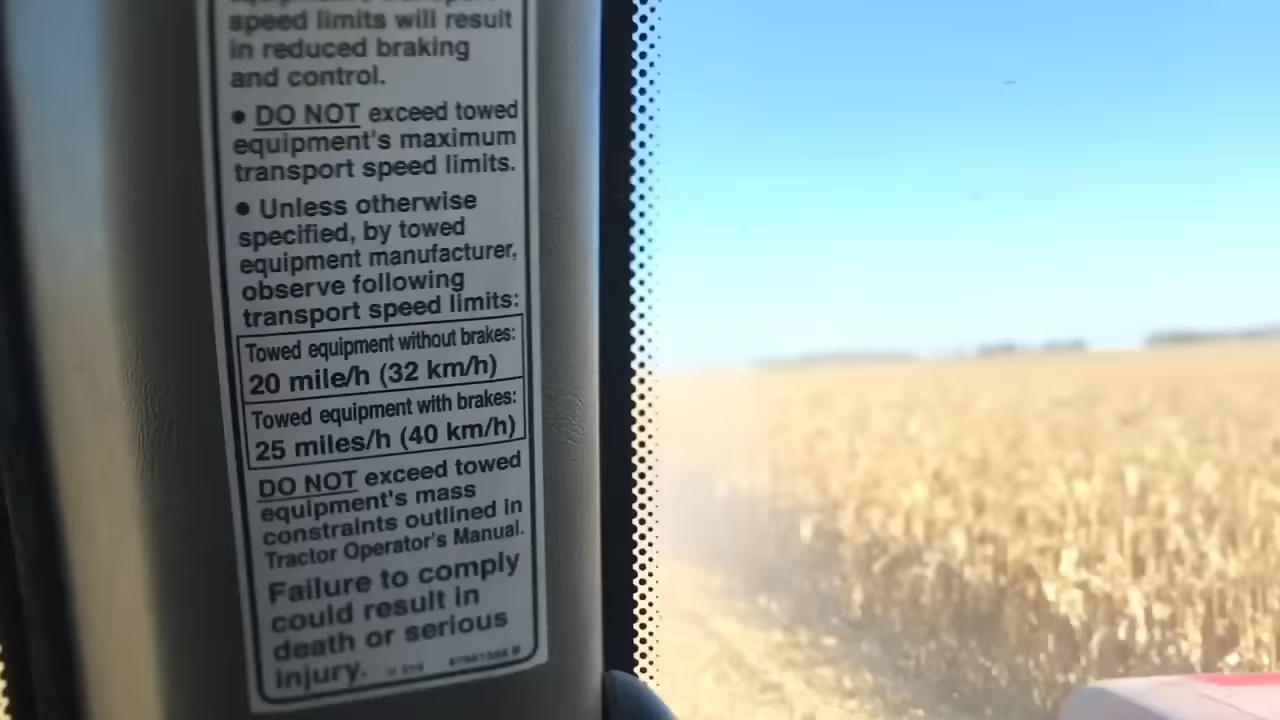 speed limits will result
in reduced braking
and control.
• DO NOT exceed towed
equipment's maximum
transport speed limits.
• Unless otherwise
specified, by towed
equipment manufacturer,
observe following
transport speed limits:
Towed equipment without brakes:
20 mile/h (32 km/h)
Towed equipment with brakes:
25 miles/h (40 km/h)
DO NOT exceed towed
equipment's mass
constraints outlined in
Tractor Operator's Manual.
Failure to comply
could result in
death or serious
injury.